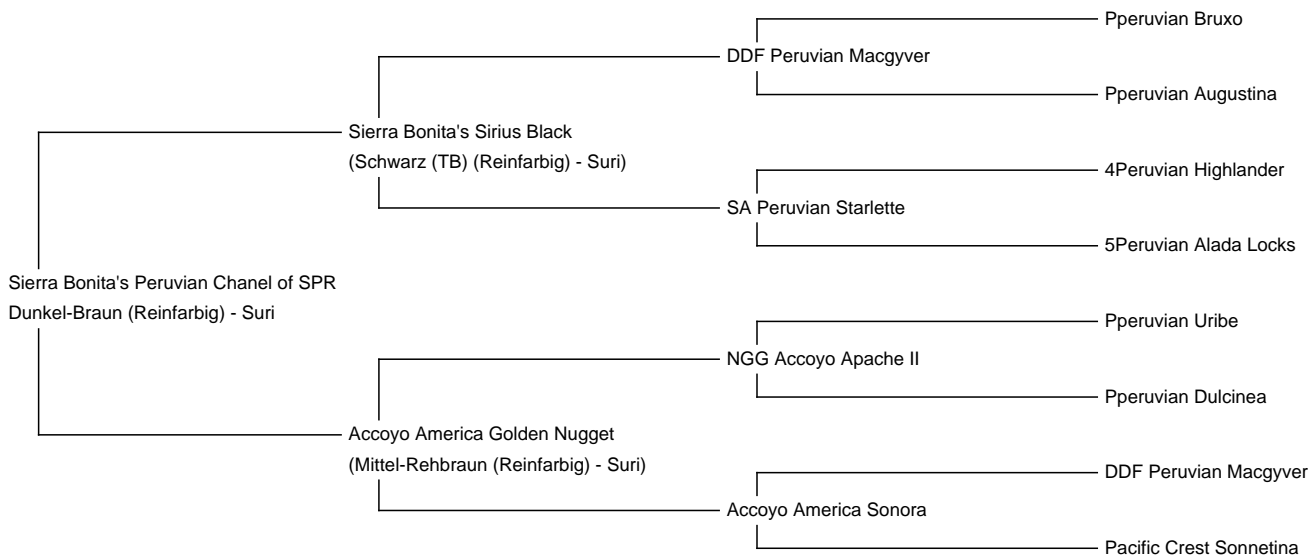 Pperuvian Bruxo
DDF Peruvian Macgyver
Pperuvian Augustina
Sierra Bonita's Sirius Black
(Schwarz (TB) (Reinfarbig) - Suri)
4Peruvian Highlander
SA Peruvian Starlette
5Peruvian Alada Locks
Sierra Bonita's Peruvian Chanel of SPR
Dunkel-Braun (Reinfarbig) - Suri
Pperuvian Uribe
NGG Accoyo Apache II
Pperuvian Dulcinea
Accoyo America Golden Nugget
(Mittel-Rehbraun (Reinfarbig) - Suri)
DDF Peruvian Macgyver
Accoyo America Sonora
Pacific Crest Sonnetina